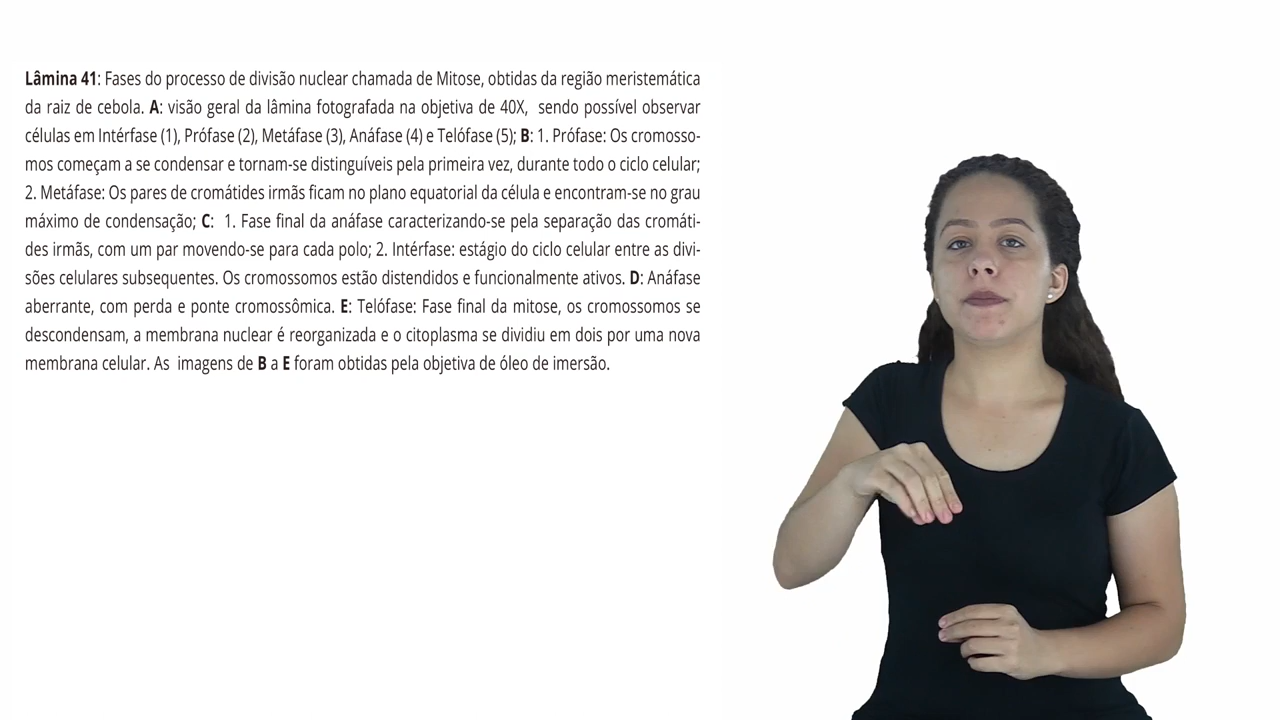 Lâmina 41: Fases do processo de divisão nuclear chamada de Mitose, obtidas da região meristemática
da raiz de cebola. A: visão geral da lâmina fotografada na objetiva de 40X, sendo possível observar
células em Intérfase (1), Prófase (2), Metáfase (3), Anáfase (4) e Telófase (5); B: 1. Prófase: Os cromosso-
mos começam a se condensar e tornam-se distinguíveis pela primeira vez, durante todo o ciclo celular;
2. Metáfase: Os pares de cromátides irmãs ficam no plano equatorial da célula e encontram-se no grau
máximo de condensação; C: 1. Fase final da anáfase caracterizando-se pela separação das cromáti-
des irmãs, com um par movendo-se para cada polo; 2. Intérfase: estágio do ciclo celular entre as divi-
sões celulares subsequentes. Os cromossomos estão distendidos e funcionalmente ativos. D: Anáfase
aberrante, com perda e ponte cromossômica. E: Telófase: Fase final da mitose, os cromossomos se
descondensam, a membrana nuclear é reorganizada e o citoplasma se dividiu em dois por uma nova
membrana celular. As imagens de B a E foram obtidas pela objetiva de óleo de imersão.